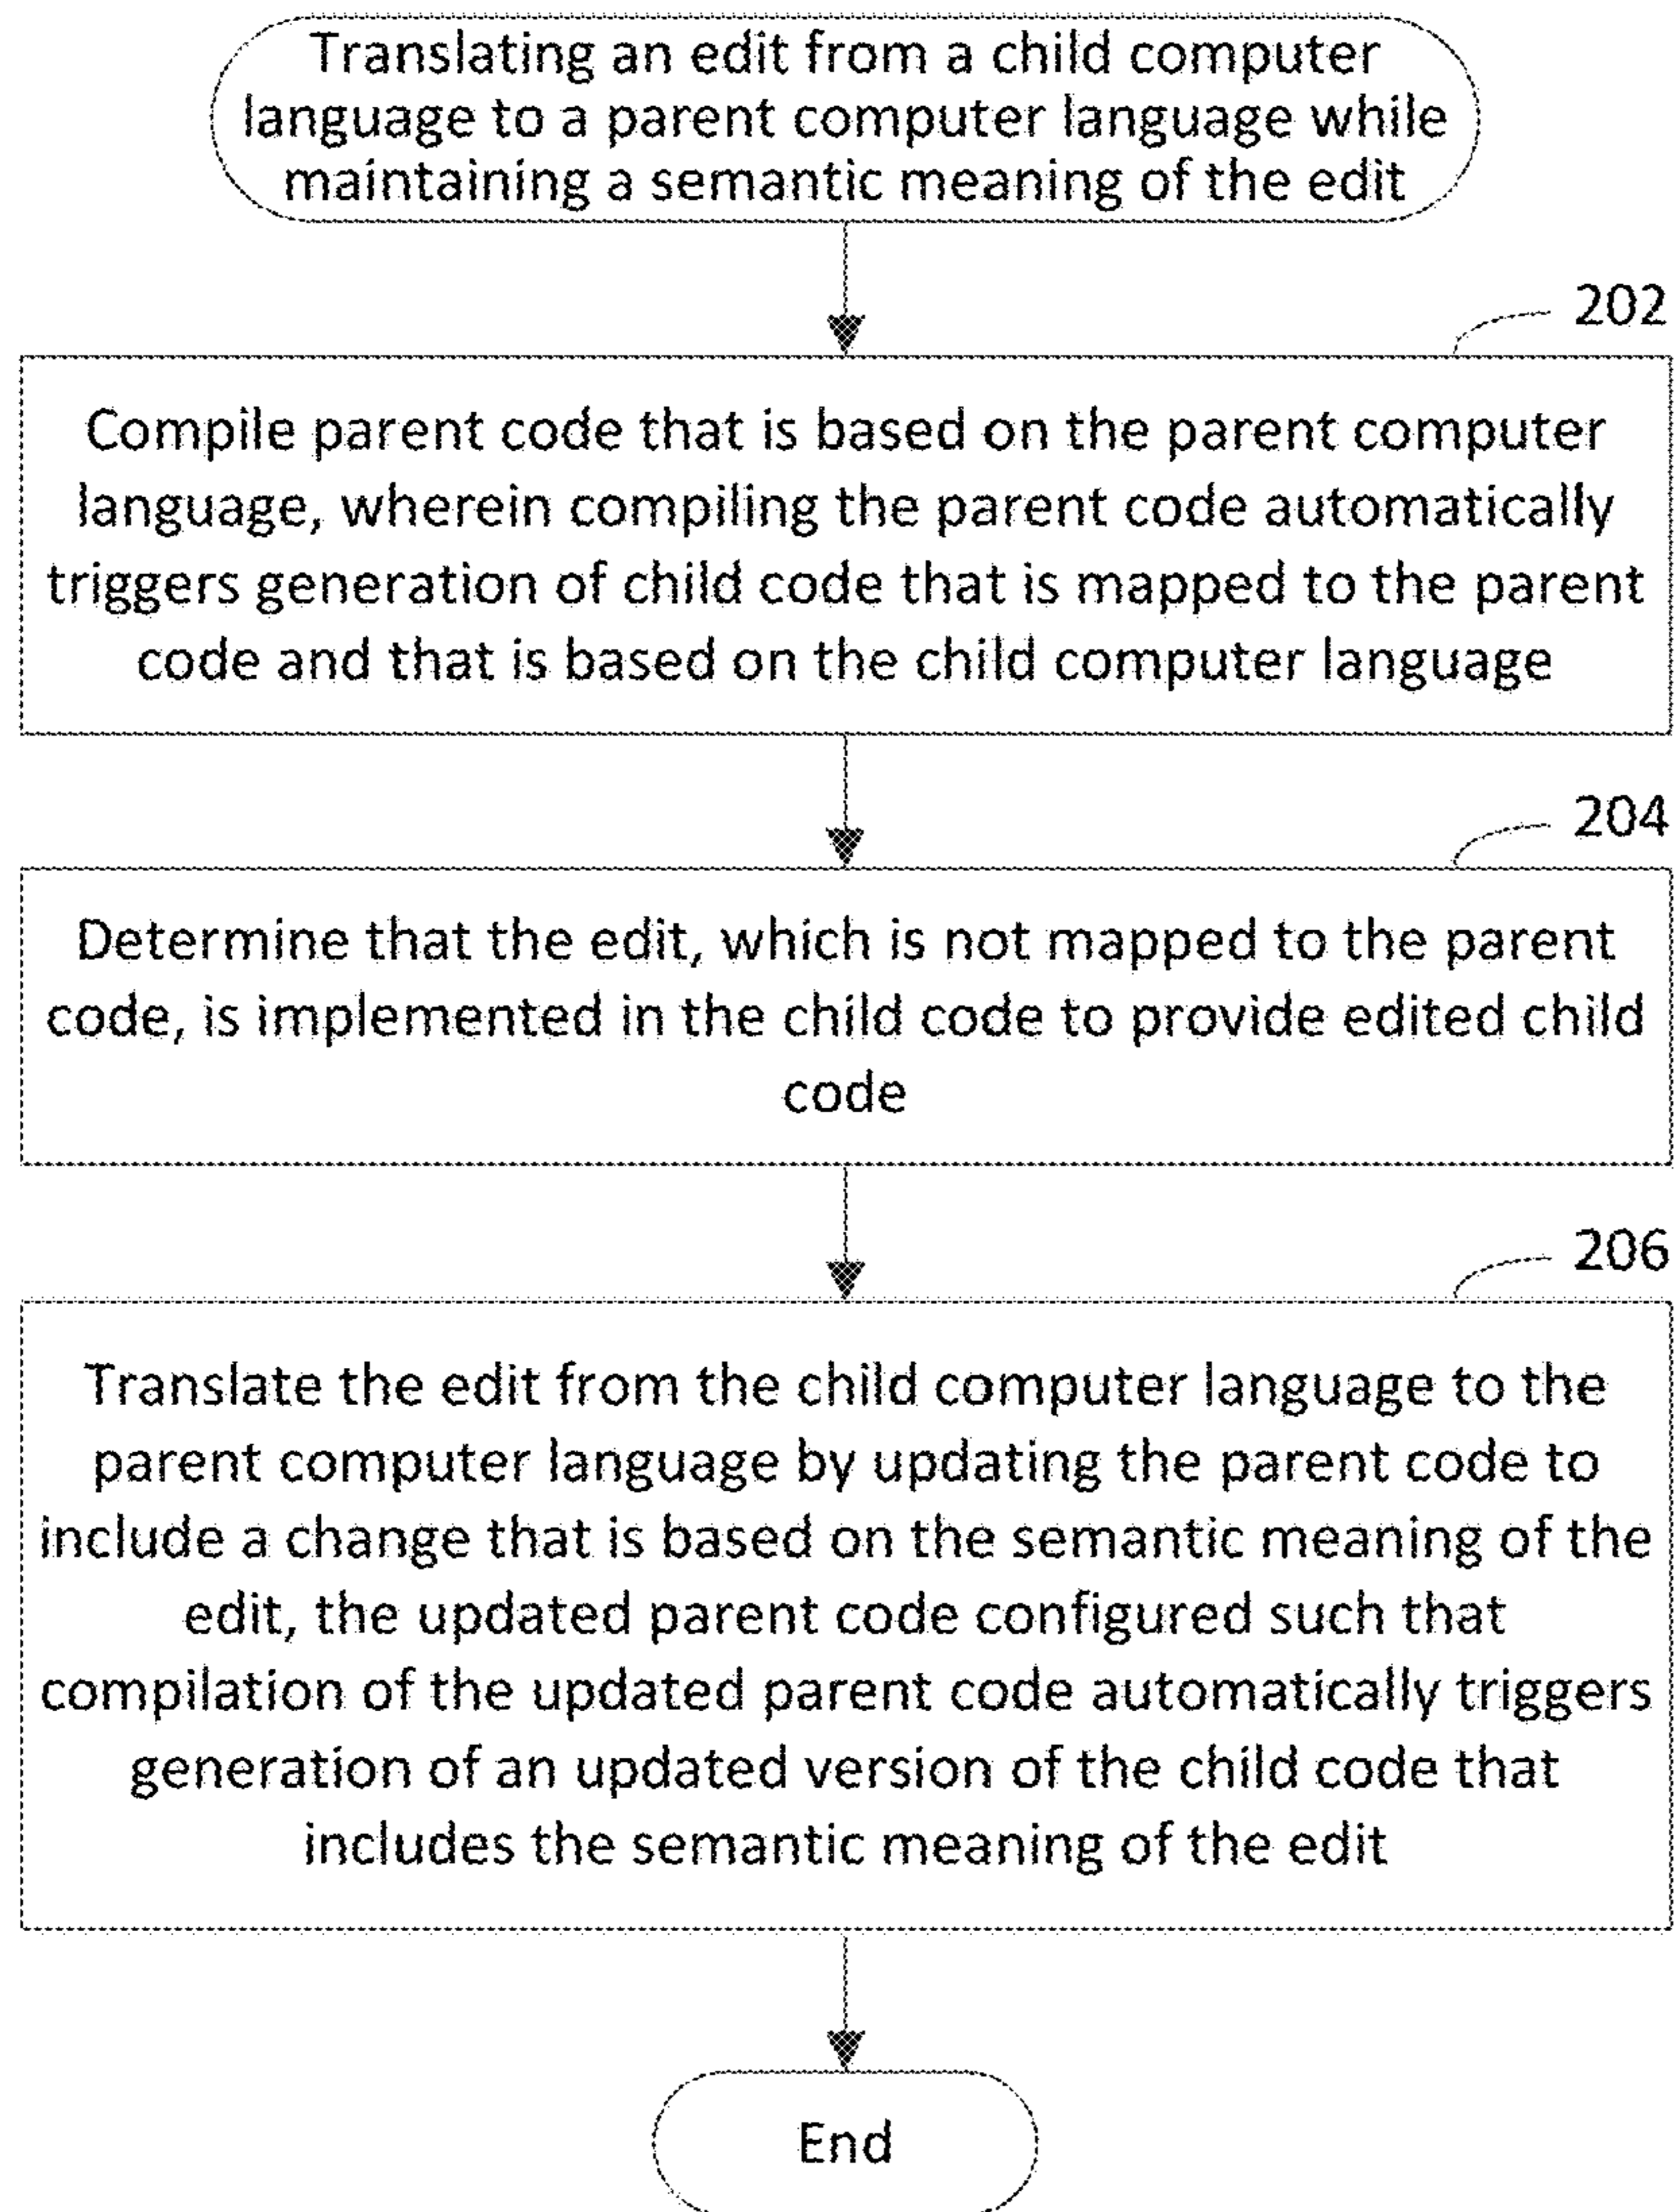 Translating an edit from a child computer
language to a parent computer language while
maintaining a semantic meaning of the edit
202
Compile parent code that is based on the parent computer
language, wherein compiling the parent code automatically
triggers generation of child code that is mapped to the parent
code and that is based on the child computer language
204
Determine that the edit, which is not mapped to the parent
code, is implemented in the child code to provide edited child
code
206
Translate the edit from the child computer language to the
parent computer language by updating the parent code to
include a change that is based on the semantic meaning of the
edit, the updated parent code configured such that
compilation of the updated parent code automatically triggers
generation of an updated version of the child code that
includes the semantic meaning of the edit
End